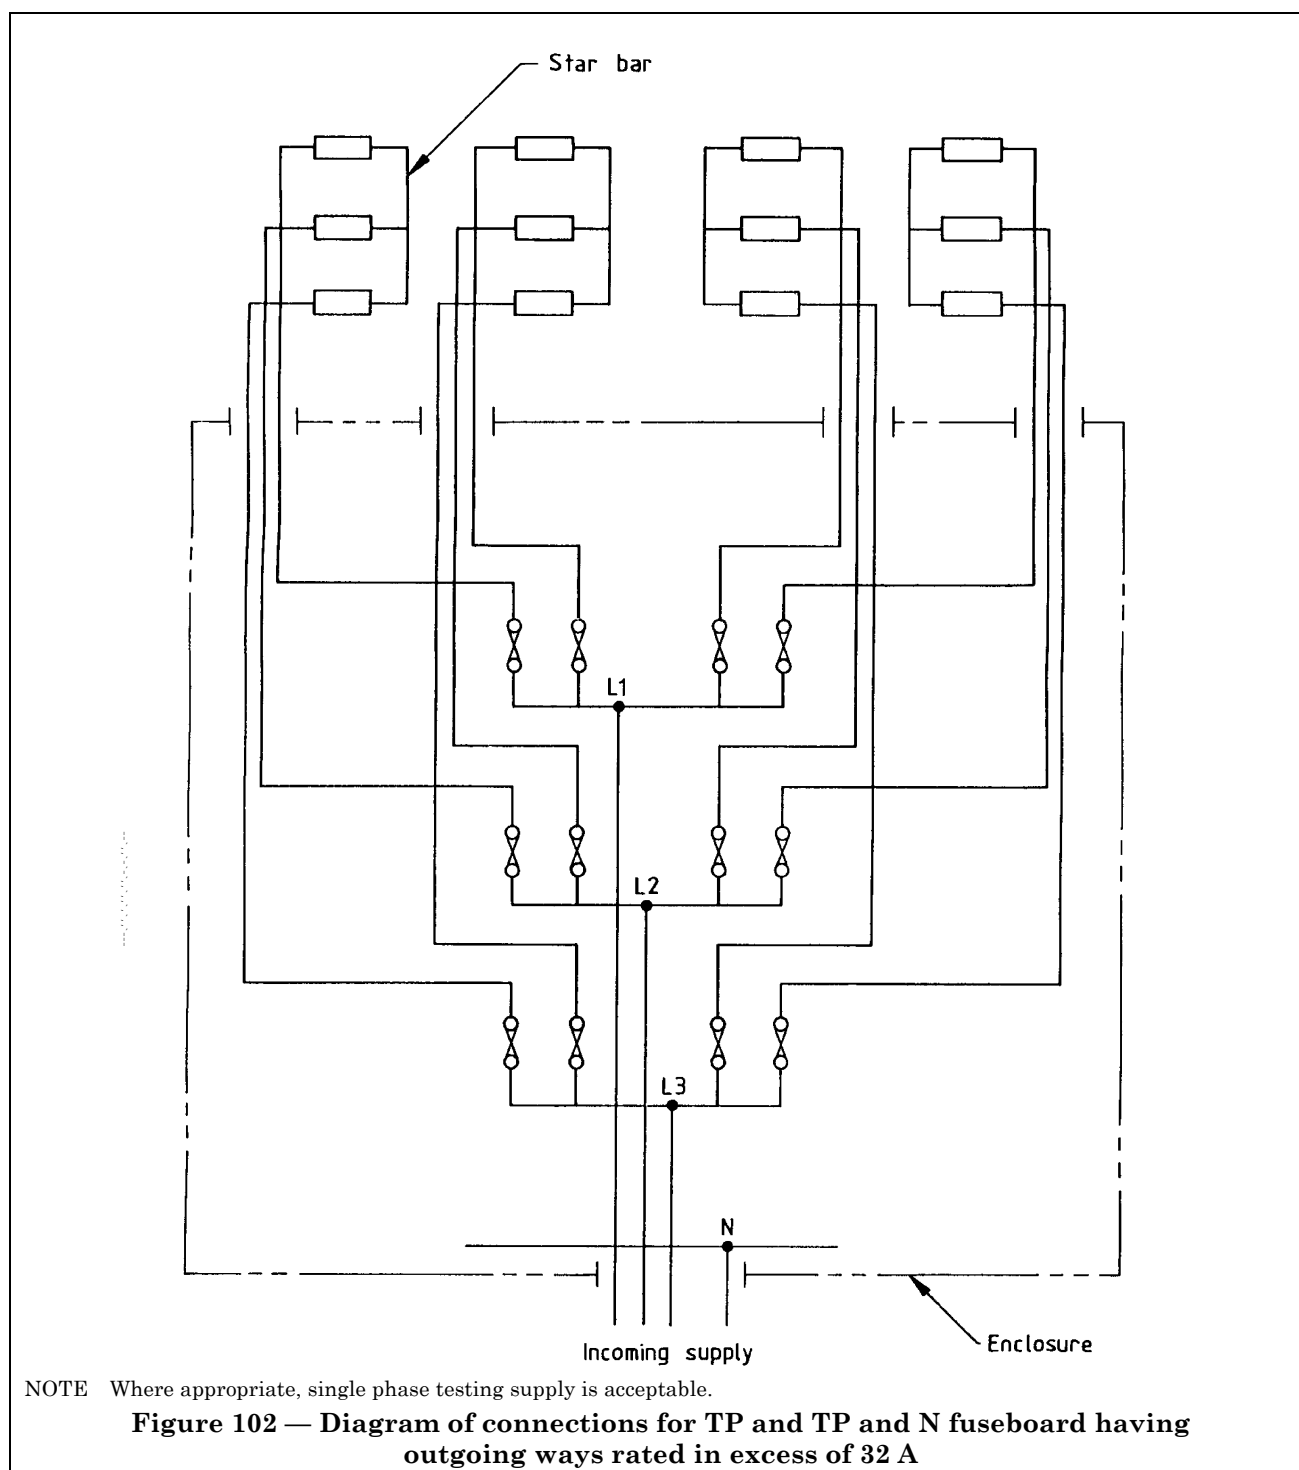 Star bar
L1
L2
L3
N
Incoming supply
Enclosure
NOTE Where appropriate, single phase testing supply is acceptable.
Figure 102 — Diagram of connections for TP and TP and N fuseboard having
outgoing ways rated in excess of 32 A